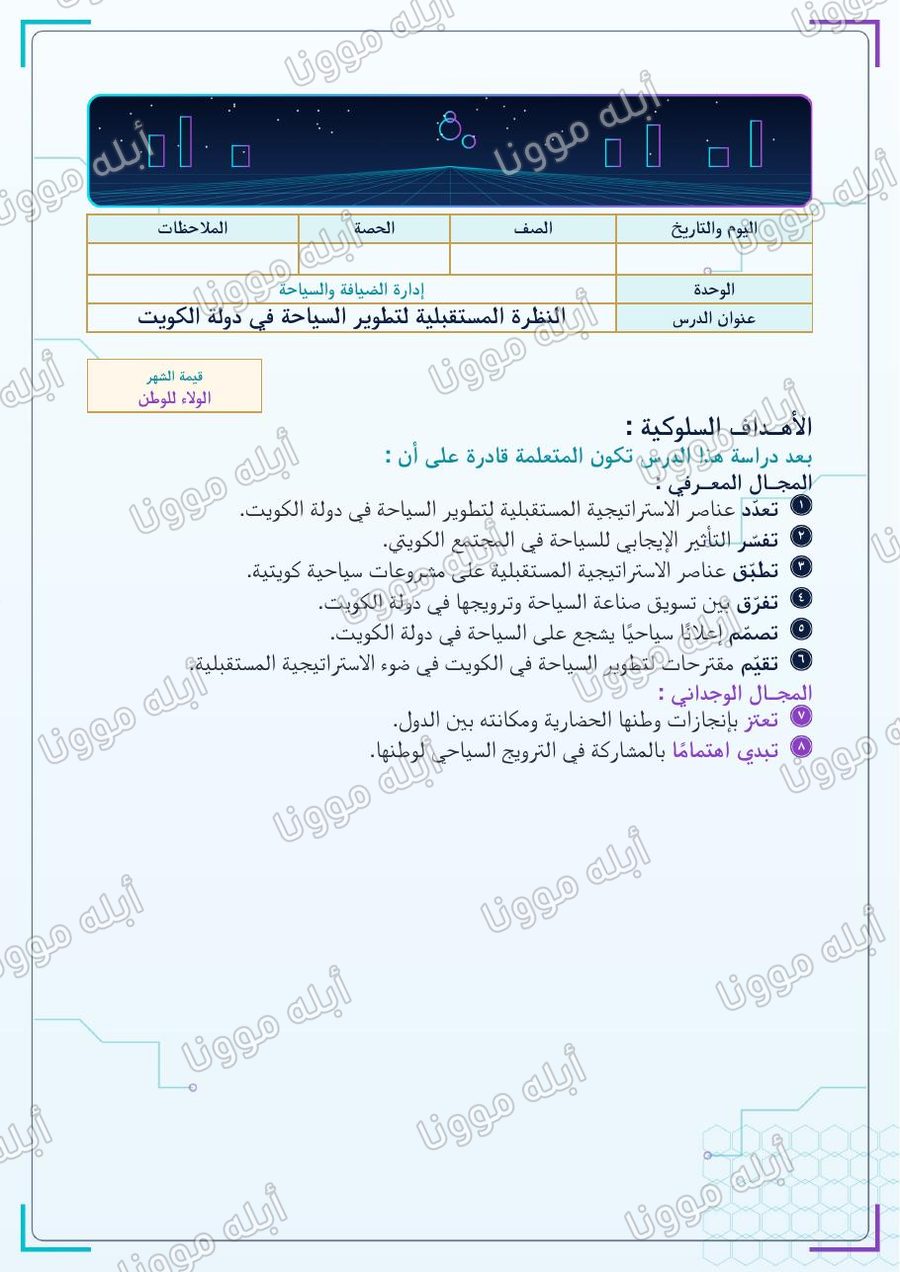 اليوم والتاريخ الصف الحصة الملاحظات
الوحدة إدارة الضيافة والسياحة
عنوان الدرس النظرة المستقبلية لتطوير السياحة في دولة الكويت
قيمة الشهر
الولاء للوطن
الأهـداف السلوكية :
بعد دراسة هذا الدرس تكون المتعلمة قادرة على أن :
المجـال المعـرفي :
١ تعدّد عناصر الاستراتيجية المستقبلية لتطوير السياحة في دولة الكويت.
٢ تفسّر التأثير الإيجابي للسياحة في المجتمع الكويتي.
٣ تطبّق عناصر الاستراتيجية المستقبلية على مشروعات سياحية كويتية.
٤ تفرّق بين تسويق صناعة السياحة وترويجها في دولة الكويت.
٥ تصمّم إعلانًا سياحيًا يشجع على السياحة في دولة الكويت.
٦ تقيّم مقترحات لتطوير السياحة في الكويت في ضوء الاستراتيجية المستقبلية.
المجـال الوجداني :
٧ تعتز بإنجازات وطنها الحضارية ومكانته بين الدول.
٨ تبدي اهتمامًا بالمشاركة في الترويج السياحي لوطنها.
أبله موونا